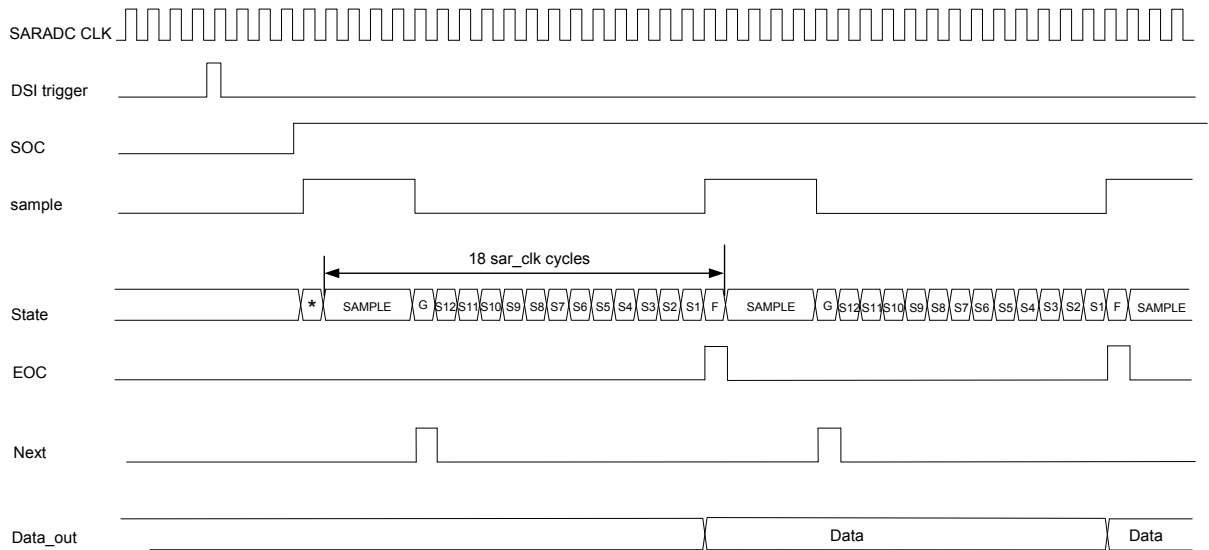 SARADC CLK
DSI trigger
SOC
sample
18 sar_clk cycles
State * SAMPLE G S12 S11 S10 S9 S8 S7 S6 S5 S4 S3 S2 S1 F SAMPLE G S12 S11 S10 S9 S8 S7 S6 S5 S4 S3 S2 S1 F SAMPLE
EOC
Next
Data_out Data Data